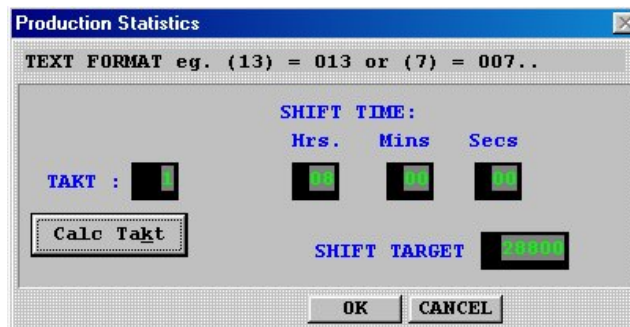 Production Statistics
TEXT FORMAT eg. (13) = 013 or (7) = 007..
SHIFT TIME:
Hrs. Mins Secs
TAKT : 1 08 00 00
Calc Takt
SHIFT TARGET 28800
OK CANCEL